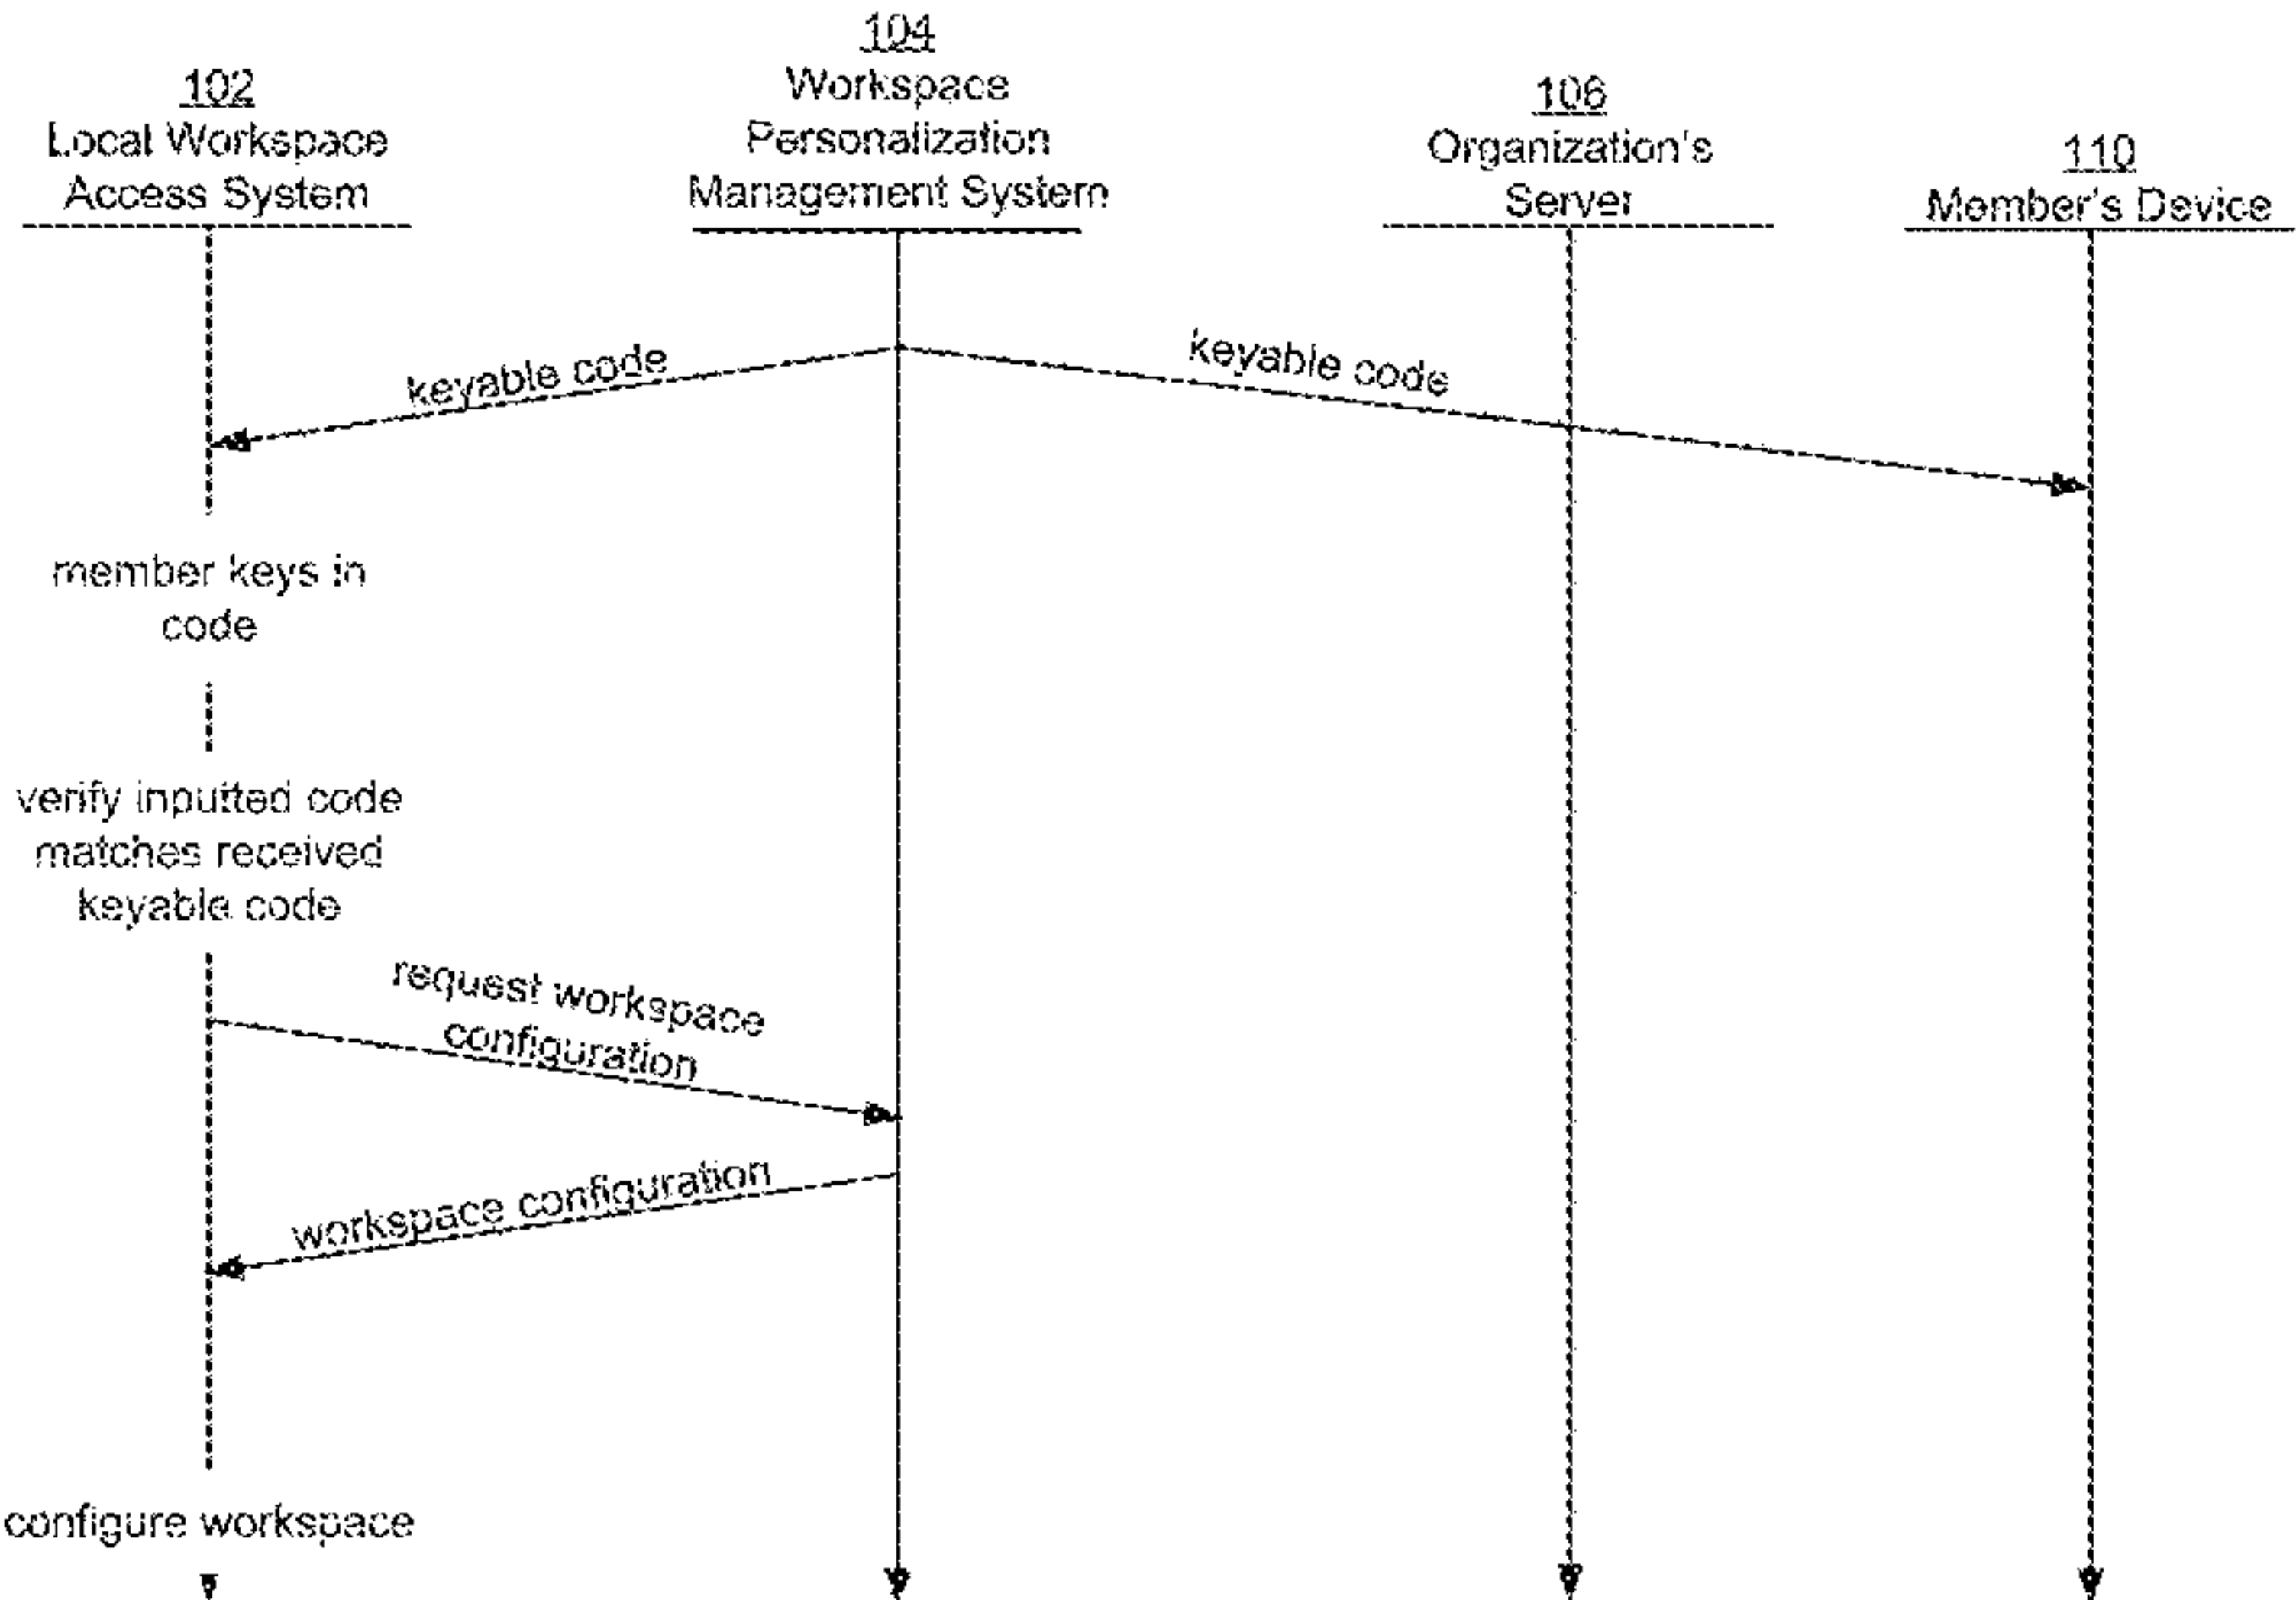 102
Local Workspace
Access System
104
Workspace
Personalization
Management System
106
Organization's
Server
110
Member's Device
keyable code
keyable code
member keys in
code
verify inputted code
matches received
keyable code
request workspace
configuration
workspace configuration
configure workspace